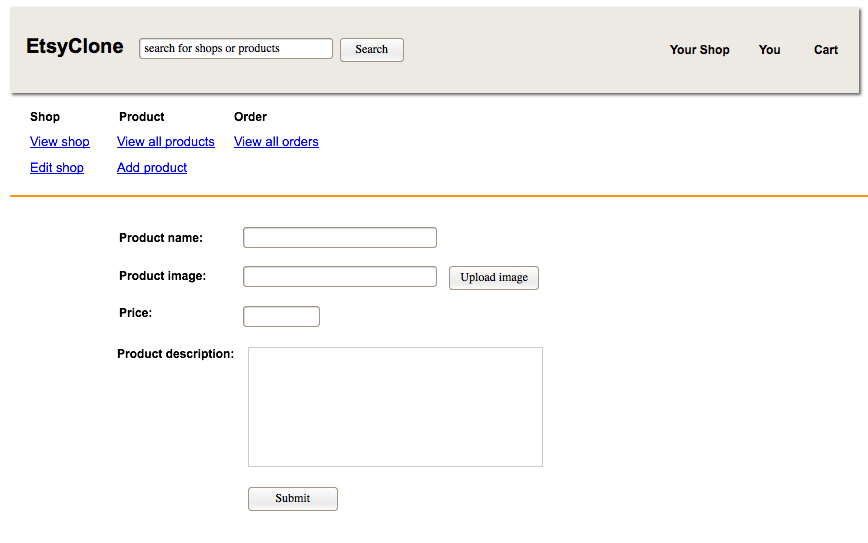 EtsyClone search for shops or products Search Your Shop You Cart
Shop Product Order
View shop View all products View all orders
Edit shop Add product
Product name:
Product image: Upload image
Price:
Product description:
Submit